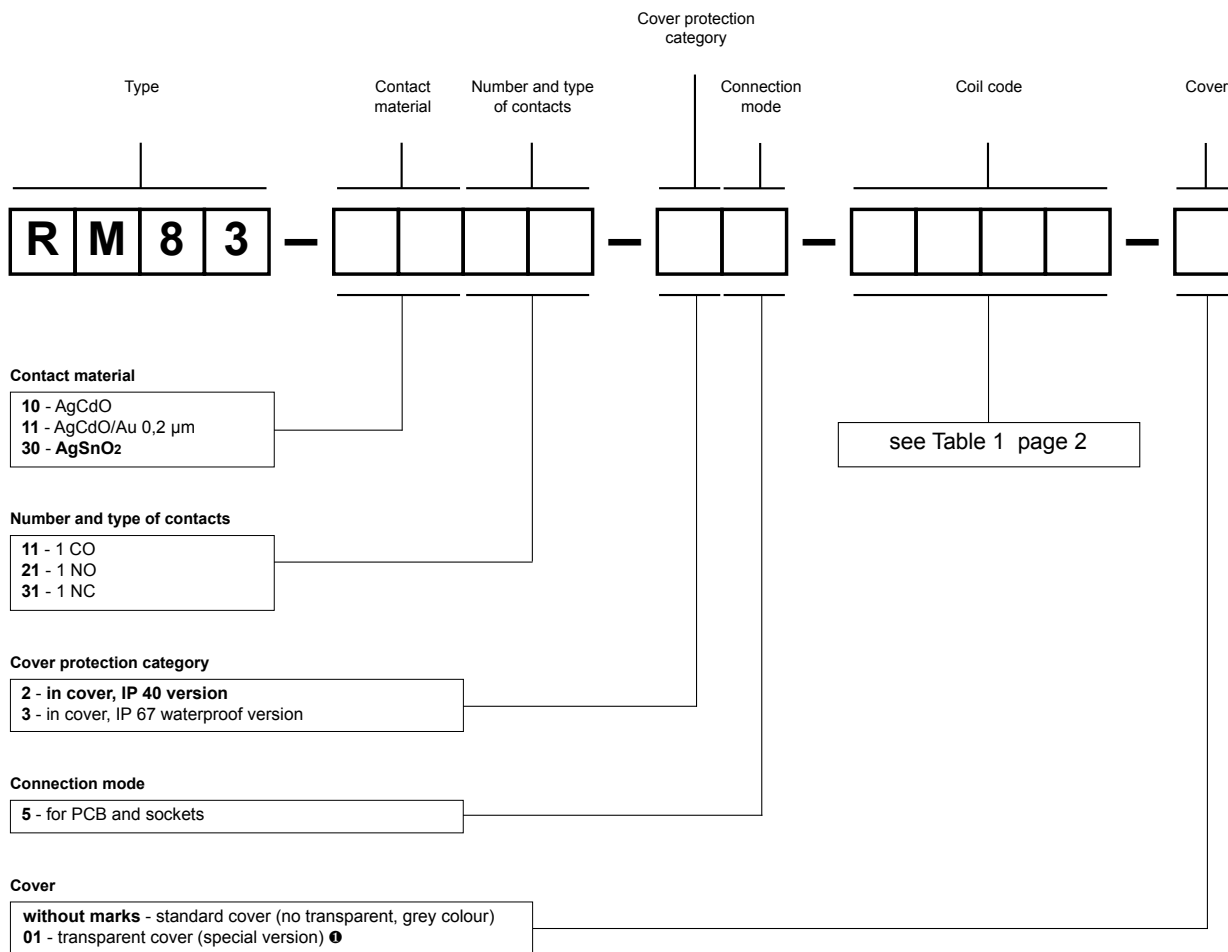 Cover protection
category
Type
Contact
material
Number and type
of contacts
Connection
mode
Coil code
Cover
R M 8 3 – – – –
Contact material
10 - AgCdO
11 - AgCdO/Au 0,2 µm
30 - AgSnO2
see Table 1 page 2
Number and type of contacts
11 - 1 CO
21 - 1 NO
31 - 1 NC
Cover protection category
2 - in cover, IP 40 version
3 - in cover, IP 67 waterproof version
Connection mode
5 - for PCB and sockets
Cover
without marks - standard cover (no transparent, grey colour)
01 - transparent cover (special version) ❶